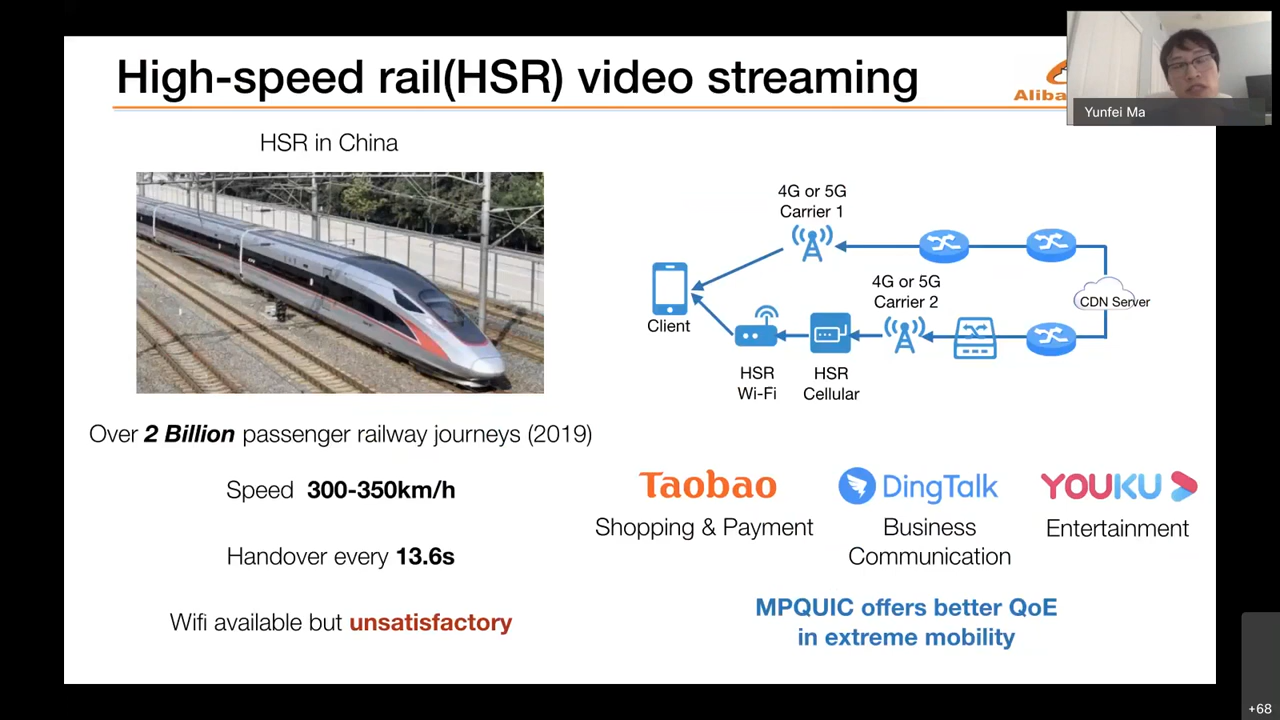 High-speed rail(HSR) video streaming
Yunfei Ma
HSR in China
4G or 5G
Carrier 1
4G or 5G
Carrier 2
CDN Server
Client
HSR
Wi-Fi
HSR
Cellular
Over 2 Billion passenger railway journeys (2019)
Speed 300-350km/h
Handover every 13.6s
Wifi available but unsatisfactory
Taobao
Shopping & Payment
DingTalk
Business
Communication
YOUKU
Entertainment
MPQUIC offers better QoE
in extreme mobility
+68